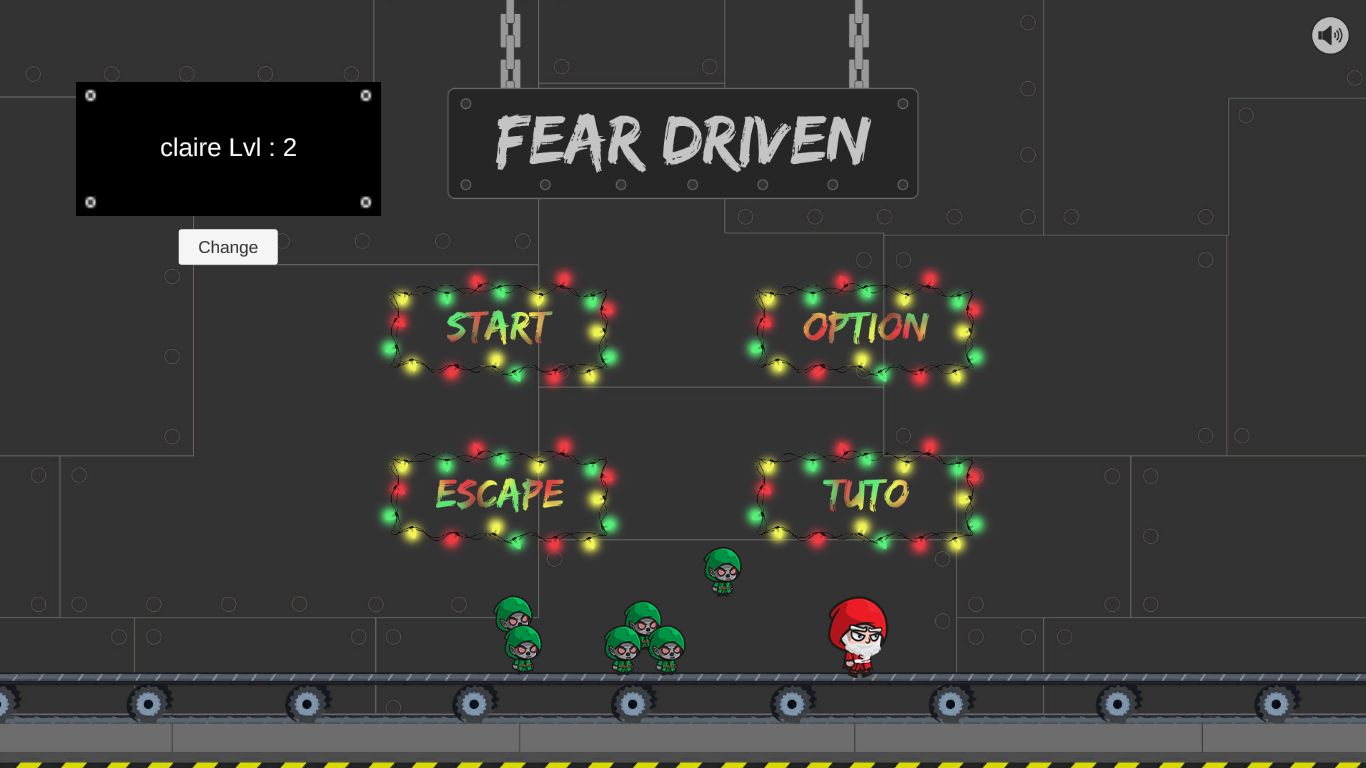 claire Lvl : 2
FEAR DRIVEN
Change
START
OPTION
ESCAPE
TUTO